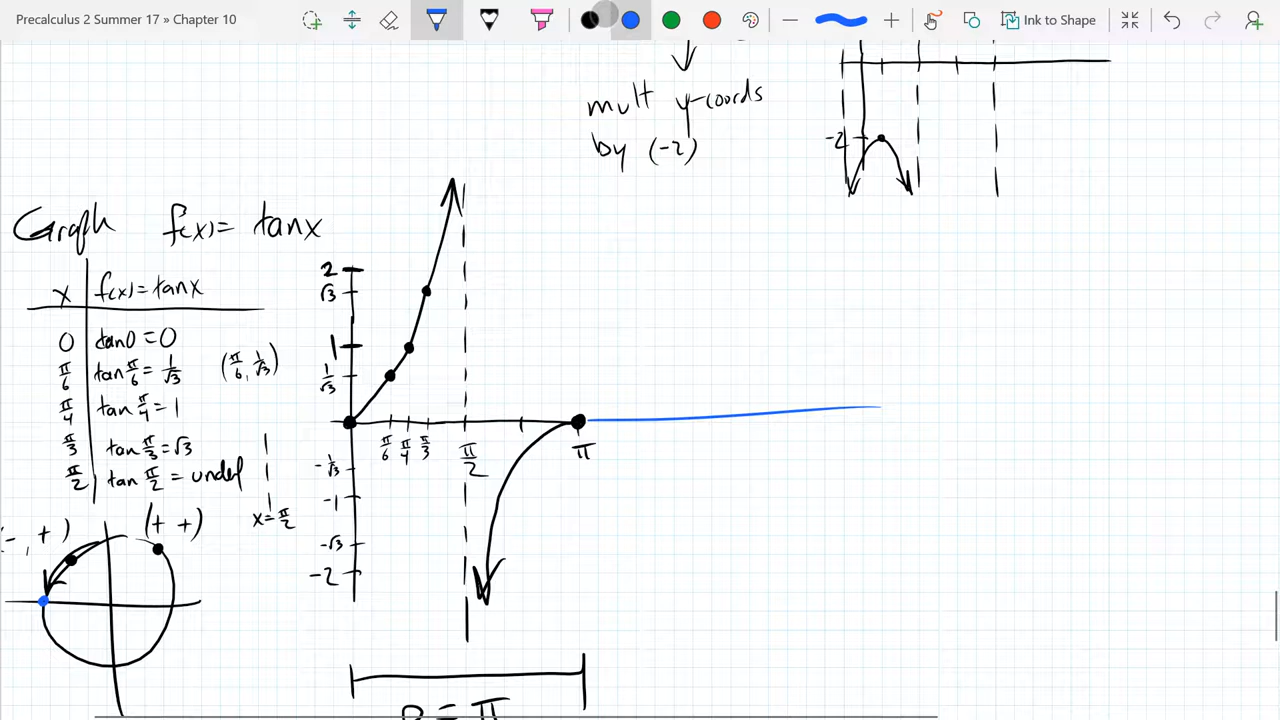 Precalculus 2 Summer 17 » Chapter 10
Ink to Shape
mult y-coords
by (-2)
-2
Graph f(x) = tanx
x f(x) = tanx
0 tan0 = 0
π/6 tan π/6 = 1/√3 (π/6, 1/√3)
π/4 tan π/4 = 1
π/3 tan π/3 = √3
π/2 tan π/2 = undef
x = π/2
(-, +) (+ +)
2
√3
1
1/√3
π/6 π/4 π/3 π/2 π
-1/√3
-1
-√3
-2
P = π